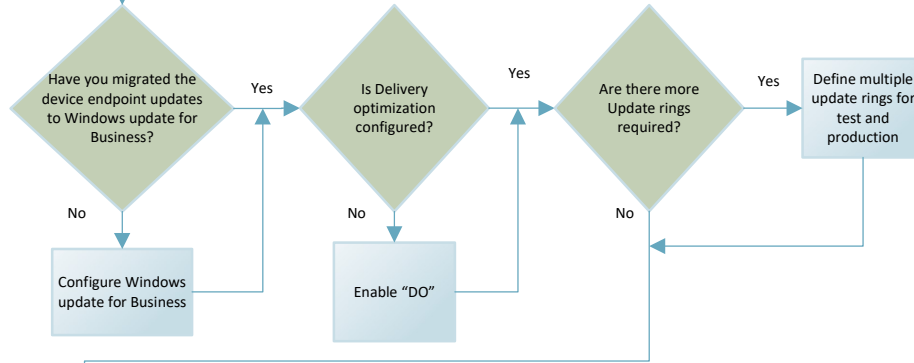 Have you migrated the
device endpoint updates
to Windows update for
Business?
Yes
No
Configure Windows
update for Business
Is Delivery
optimization
configured?
Yes
No
Enable “DO”
Are there more
Update rings
required?
Yes
No
Define multiple
update rings for
test and
production